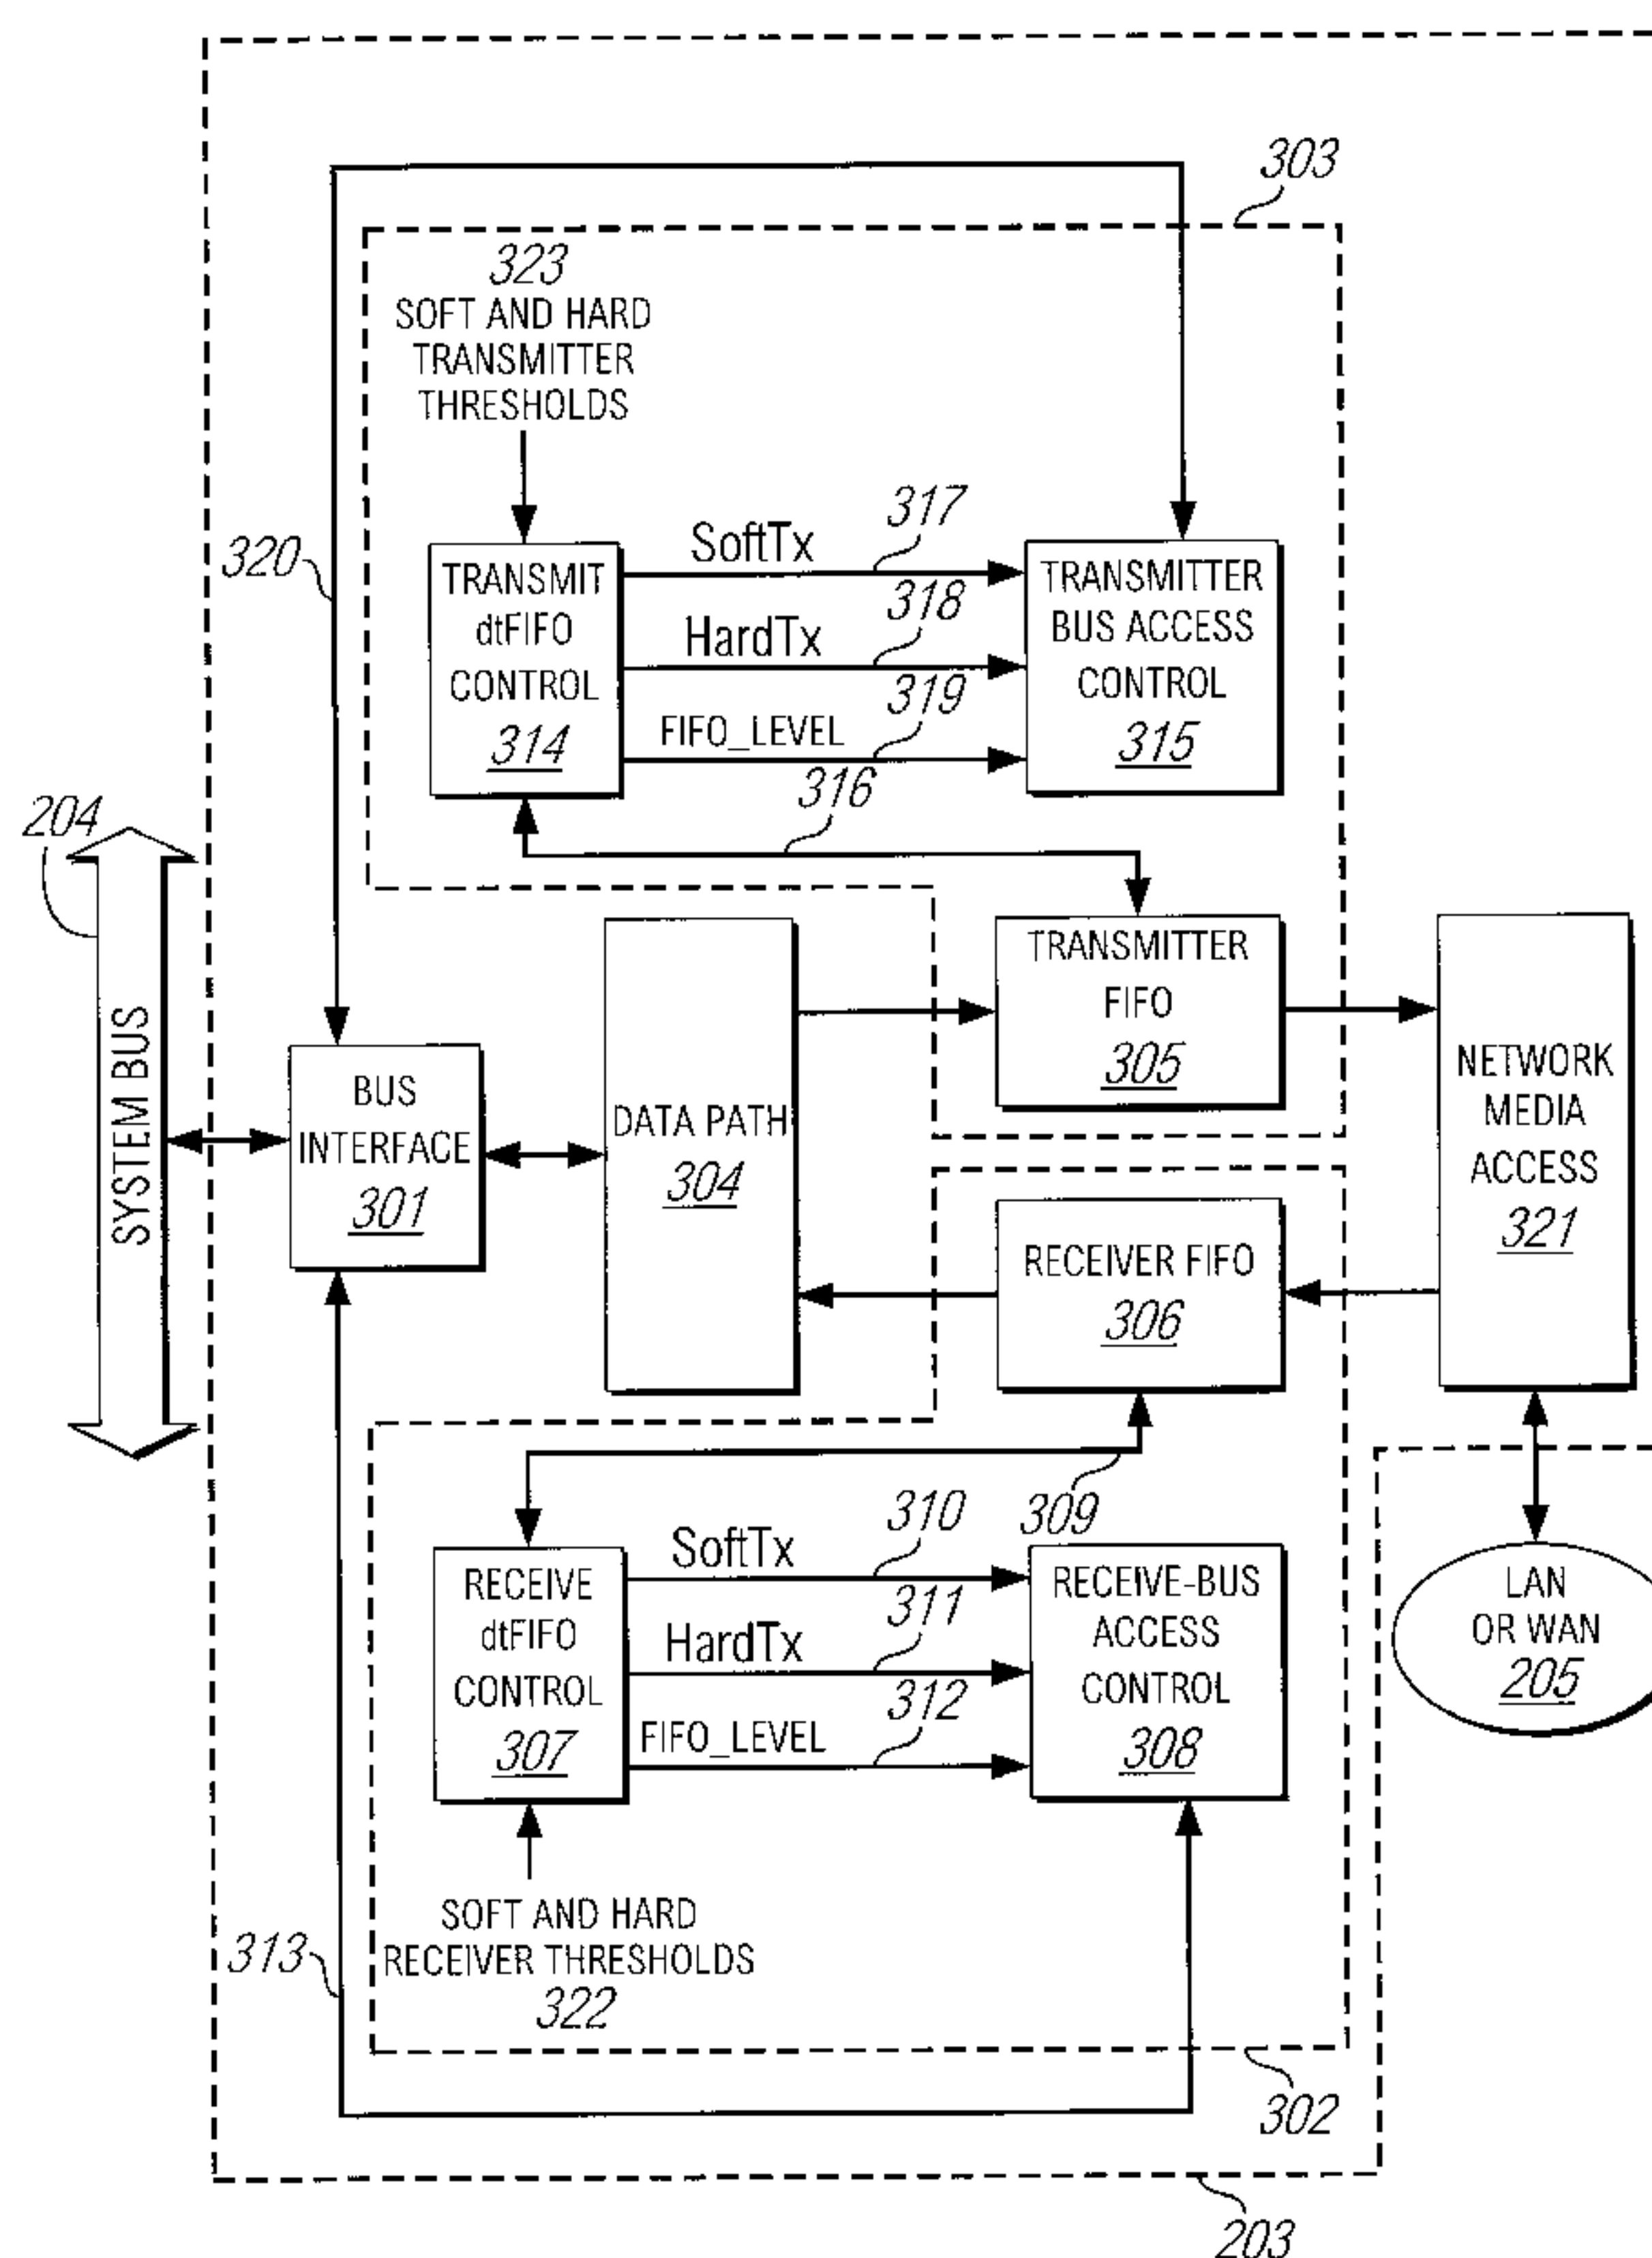 303
323
SOFT AND HARD
TRANSMITTER
THRESHOLDS
320
TRANSMIT
dtFIFO
CONTROL
314
SoftTx
317
HardTx
318
FIFO_LEVEL
319
316
TRANSMITTER
BUS ACCESS
CONTROL
315
204
SYSTEM BUS
BUS
INTERFACE
301
DATA PATH
304
TRANSMITTER
FIFO
305
NETWORK
MEDIA
ACCESS
321
RECEIVER FIFO
306
309
RECEIVE
dtFIFO
CONTROL
307
SoftTx
310
HardTx
311
FIFO_LEVEL
312
RECEIVE-BUS
ACCESS
CONTROL
308
LAN
OR WAN
205
SOFT AND HARD
RECEIVER THRESHOLDS
322
313
302
203